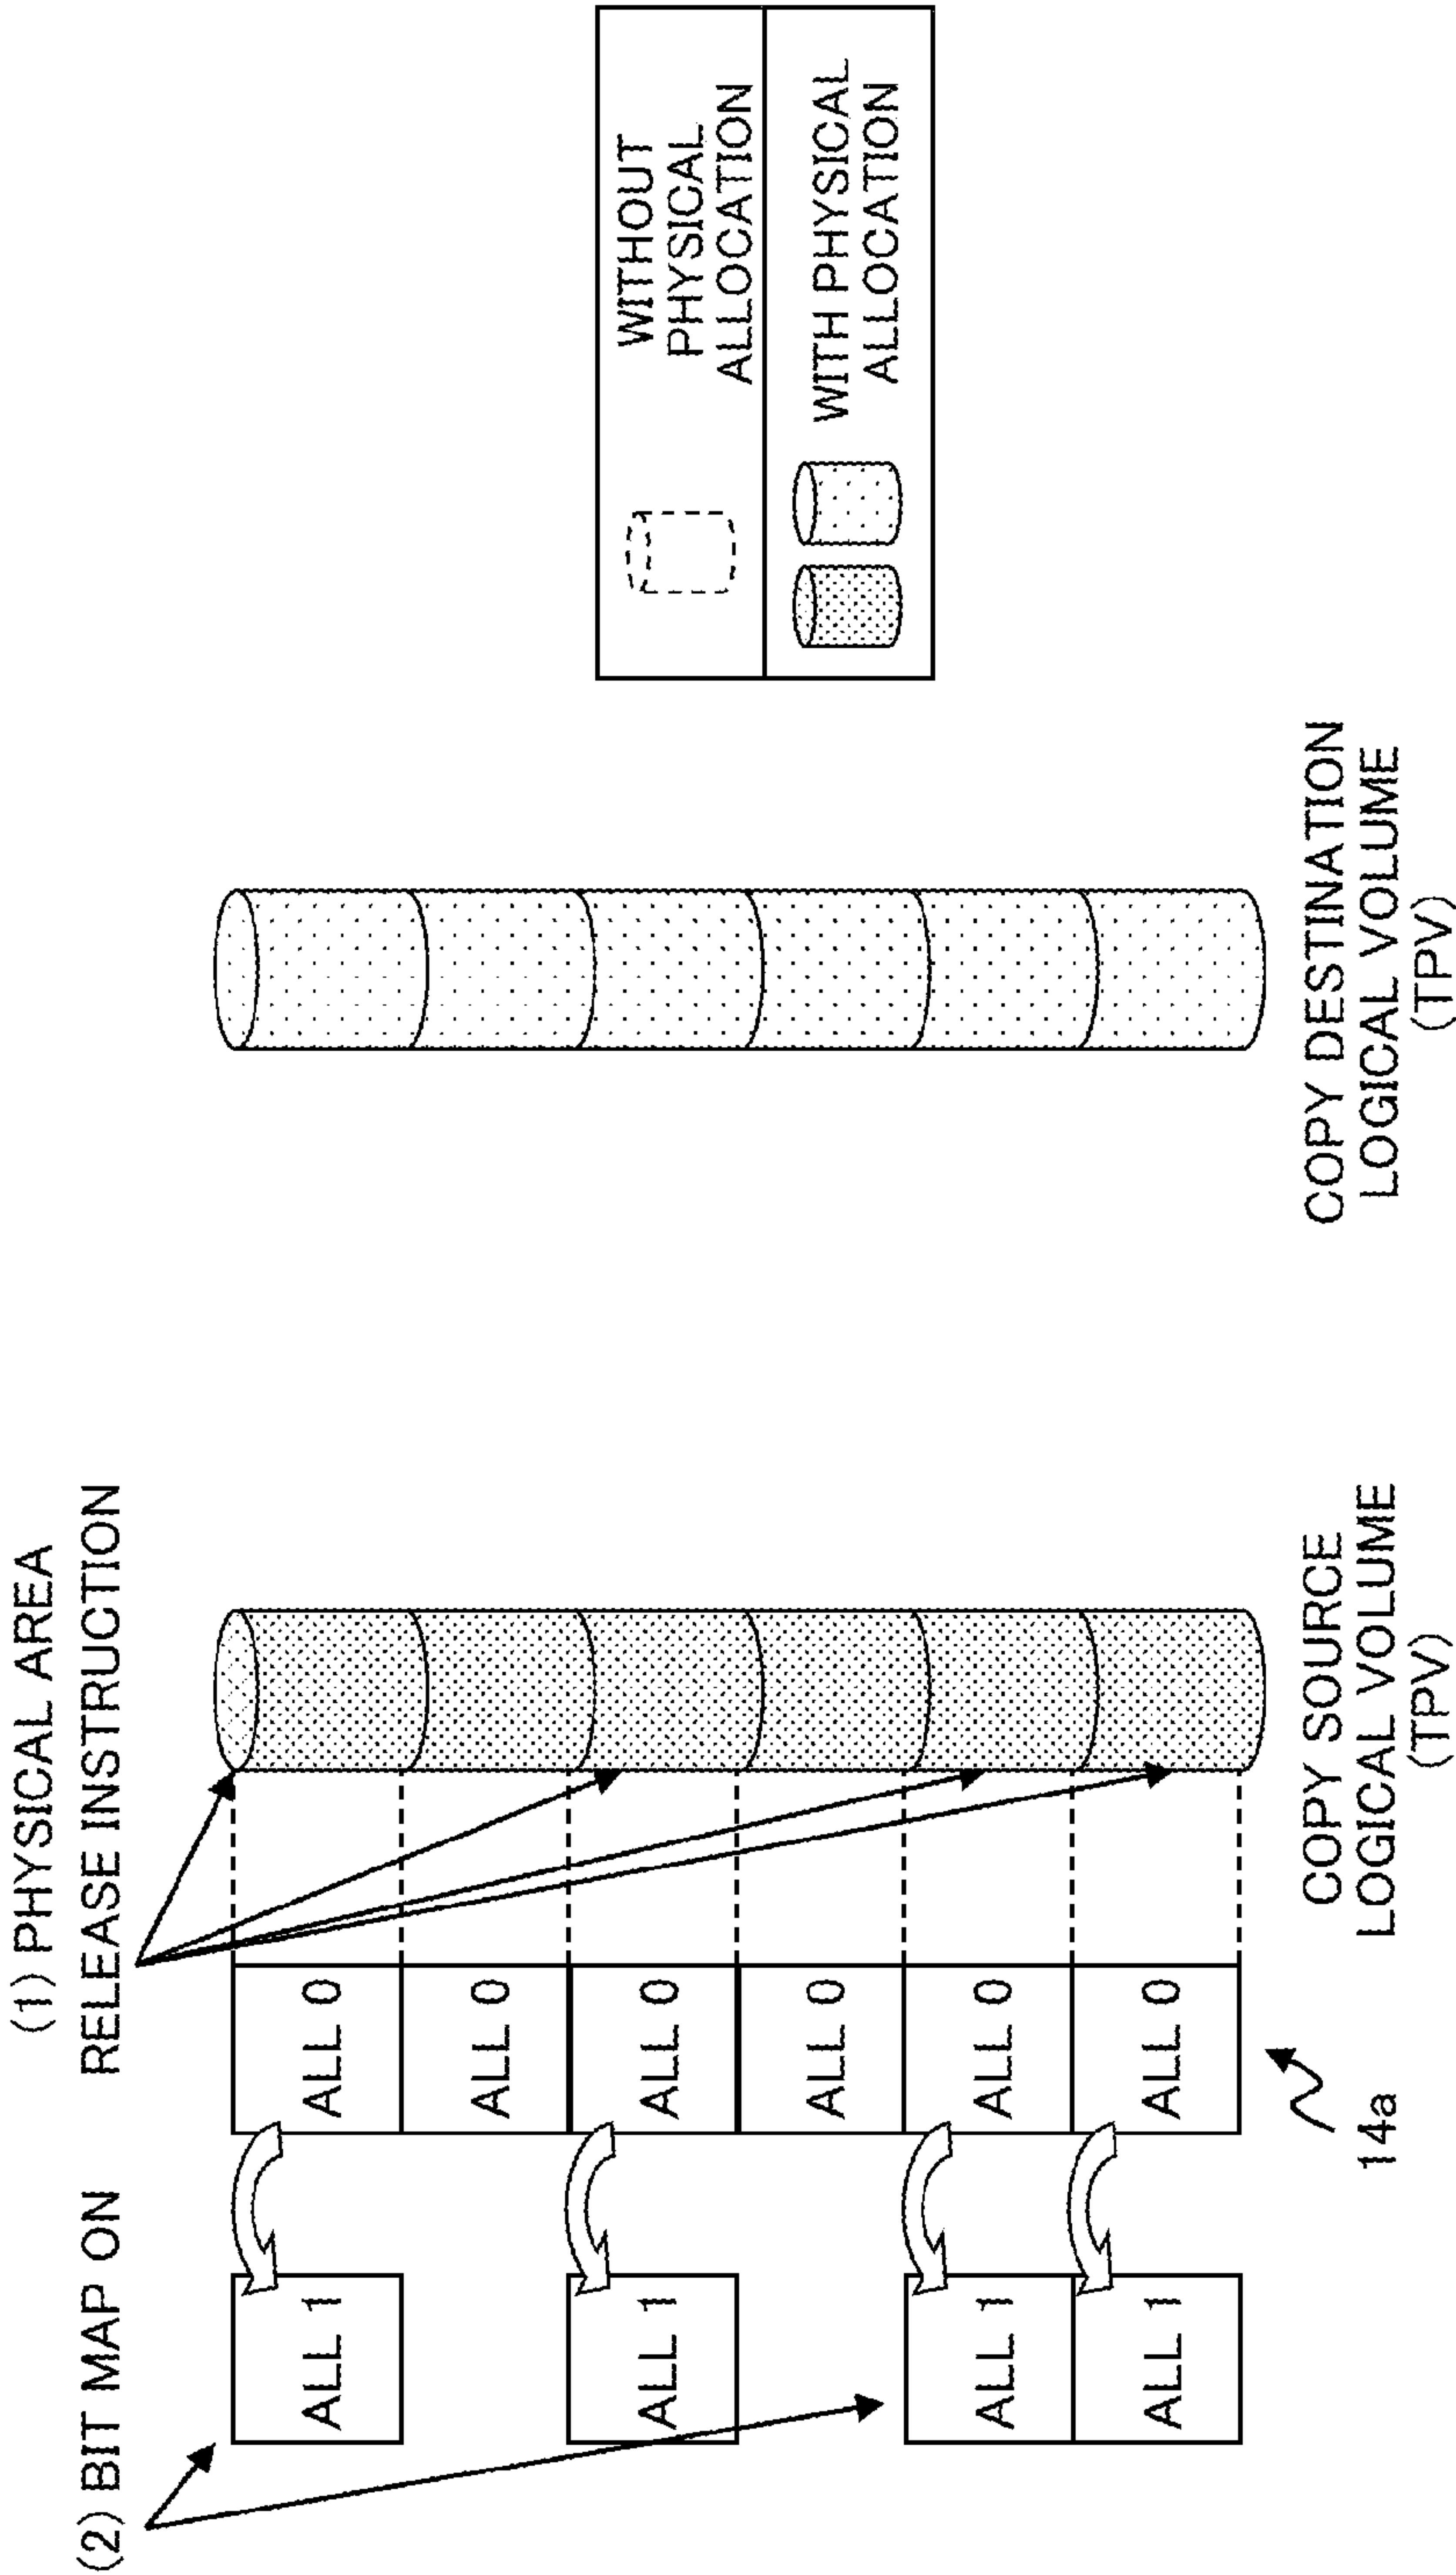 (1) PHYSICAL AREA
RELEASE INSTRUCTION
(2) BIT MAP ON
ALL 1
ALL 1
ALL 1
ALL 1
ALL 0
ALL 0
ALL 0
ALL 0
ALL 0
ALL 0
14a
COPY SOURCE
LOGICAL VOLUME
(TPV)
COPY DESTINATION
LOGICAL VOLUME
(TPV)
WITHOUT
PHYSICAL
ALLOCATION
WITH PHYSICAL
ALLOCATION